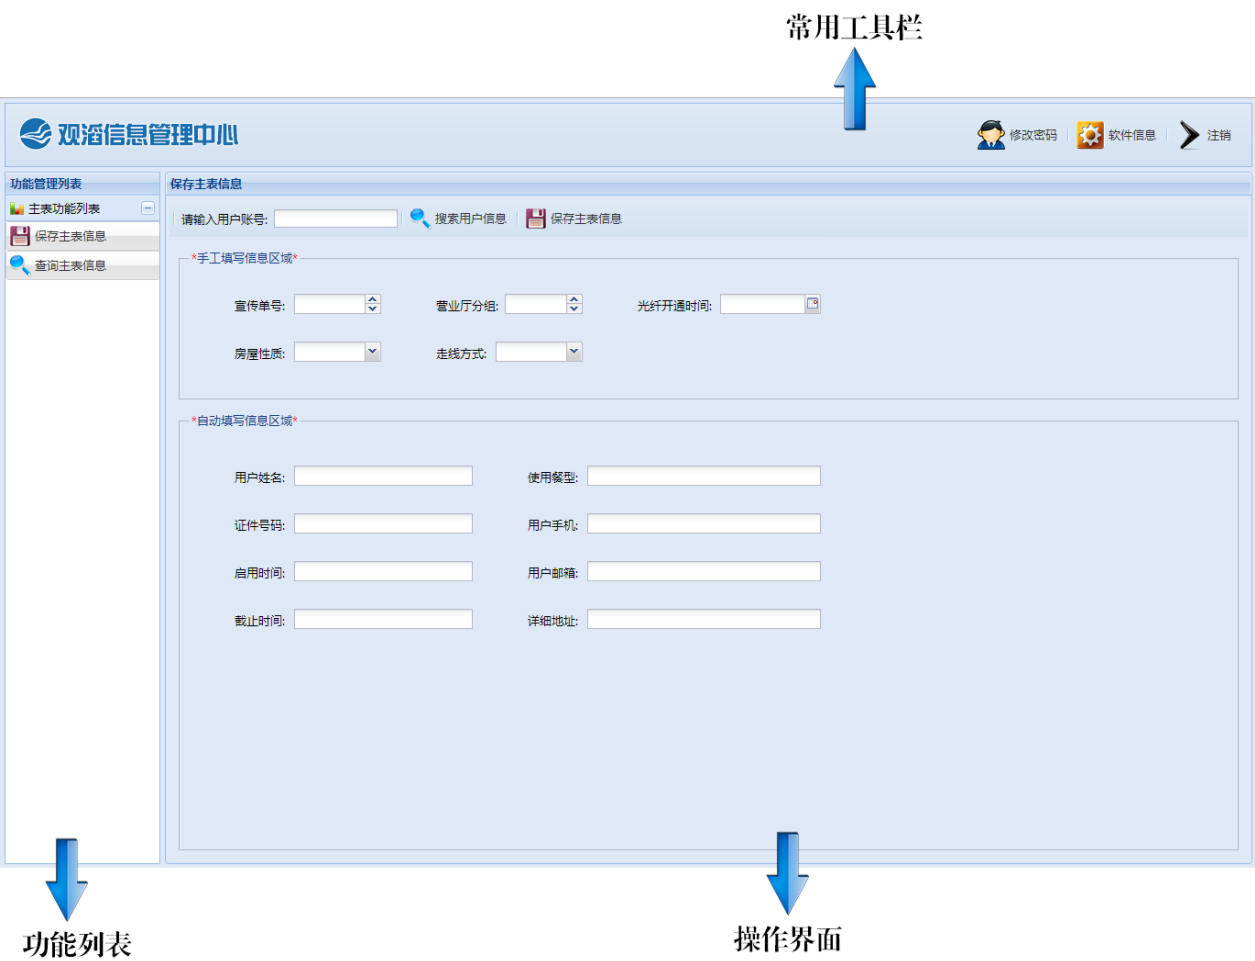 常用工具栏
观滔信息管理中心
修改密码 软件信息 注销
功能管理列表
保存主表信息
主表功能列表
请输入用户账号: 搜索用户信息 保存主表信息
保存主表信息
查询主表信息
*手工填写信息区域*
宣传单号: 营业厅分组: 光纤开通时间:
房屋性质: 走线方式:
*自动填写信息区域*
用户姓名: 使用餐型:
证件号码: 用户手机:
启用时间: 用户邮箱:
截止时间: 详细地址:
功能列表
操作界面